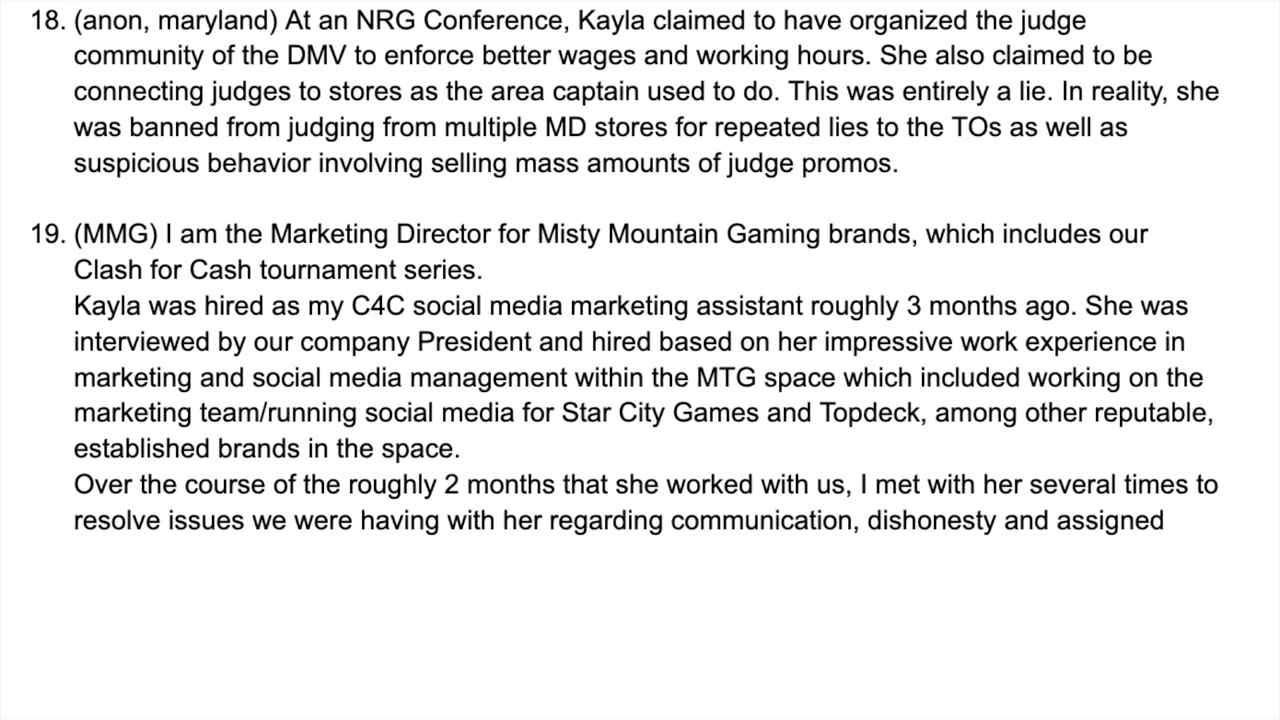 18. (anon, maryland) At an NRG Conference, Kayla claimed to have organized the judge
community of the DMV to enforce better wages and working hours. She also claimed to be
connecting judges to stores as the area captain used to do. This was entirely a lie. In reality, she
was banned from judging from multiple MD stores for repeated lies to the TOs as well as
suspicious behavior involving selling mass amounts of judge promos.
19. (MMG) I am the Marketing Director for Misty Mountain Gaming brands, which includes our
Clash for Cash tournament series.
Kayla was hired as my C4C social media marketing assistant roughly 3 months ago. She was
interviewed by our company President and hired based on her impressive work experience in
marketing and social media management within the MTG space which included working on the
marketing team/running social media for Star City Games and Topdeck, among other reputable,
established brands in the space.
Over the course of the roughly 2 months that she worked with us, I met with her several times to
resolve issues we were having with her regarding communication, dishonesty and assigned